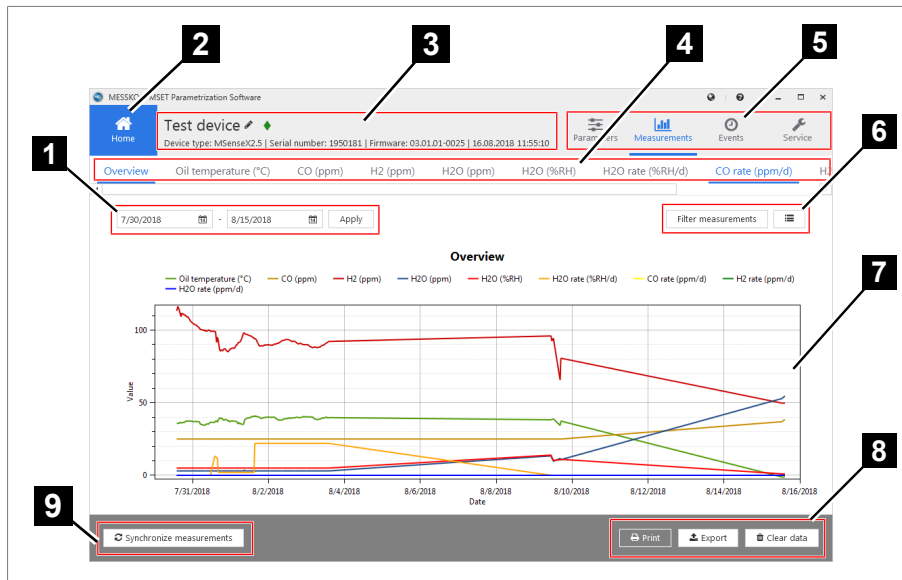 2
3
4
5
MESSKO MSET Parametrization Software
Home
Test device
Device type: MSenseX2.5 | Serial number: 1950181 | Firmware: 03.01.01-0025 | 16.08.2018 11:55:10
Parameters
Measurements
Events
Service
6
1
Overview
Oil temperature (°C)
CO (ppm)
H2 (ppm)
H2O (ppm)
H2O (%RH)
H2O rate (%RH/d)
CO rate (ppm/d)
7/30/2018 - 8/15/2018 Apply
Filter measurements
Overview
Oil temperature (°C) CO (ppm) H2 (ppm) H2O (ppm) H2O (%RH) H2O rate (%RH/d) CO rate (ppm/d) H2 rate (ppm/d)
H2O rate (ppm/d)
7
100
50
0
Value
7/31/2018 8/2/2018 8/4/2018 8/6/2018 8/8/2018 8/10/2018 8/12/2018 8/14/2018 8/16/2018
Date
8
9
Synchronize measurements
Print
Export
Clear data